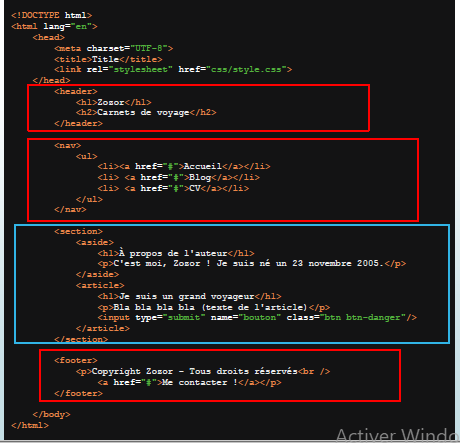 <!DOCTYPE html>
<html lang="en">
<head>
<meta charset="UTF-8">
<title>Title</title>
<link rel="stylesheet" href="css/style.css">
</head>
<header>
<h1>Zozor</h1>
<h2>Carnets de voyage</h2>
</header>
<nav>
<ul>
<li><a href="#">Accueil</a></li>
<li> <a href="#">Blog</a></li>
<li> <a href="#">CV</a></li>
</ul>
</nav>
<section>
<aside>
<h1>À propos de l'auteur</h1>
<p>C'est moi, Zozor ! Je suis né un 23 novembre 2005.</p>
</aside>
<article>
<h1>Je suis un grand voyageur</h1>
<p>Bla bla bla bla (texte de l'article)</p>
<input type="submit" name="bouton" class="btn btn-danger"/>
</article>
</section>
<footer>
<p>Copyright Zozor - Tous droits réservés<br />
<a href="#">Me contacter !</a></p>
</footer>
</body>
</html>
Activer Windo